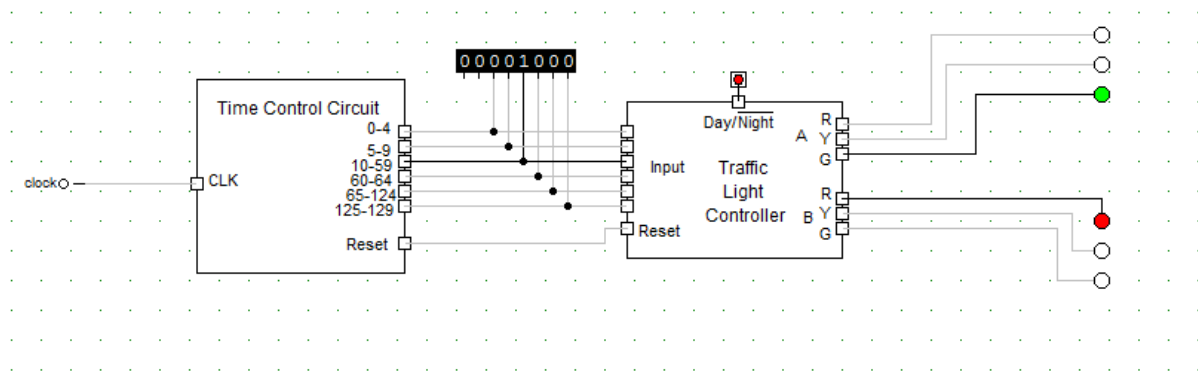 00001000
Time Control Circuit
0-4
5-9
10-59
60-64
65-124
125-129
CLK
Reset
clock
Day/Night
Input
Traffic
Light
Controller
Reset
A
R
Y
G
B
R
Y
G